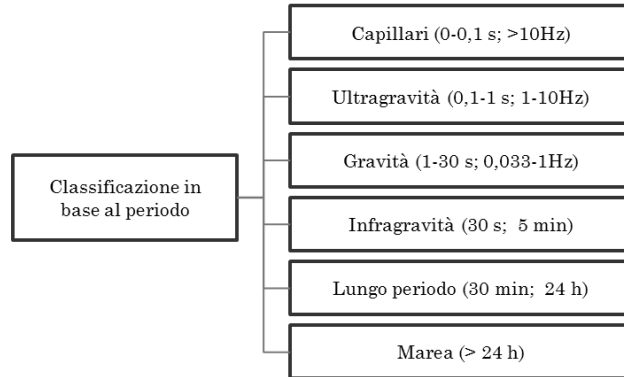 Classificazione in
base al periodo
Capillari (0-0,1 s; >10Hz)
Ultragravità (0,1-1 s; 1-10Hz)
Gravità (1-30 s; 0,033-1Hz)
Infragravità (30 s;  5 min)
Lungo periodo (30 min;  24 h)
Marea (> 24 h)